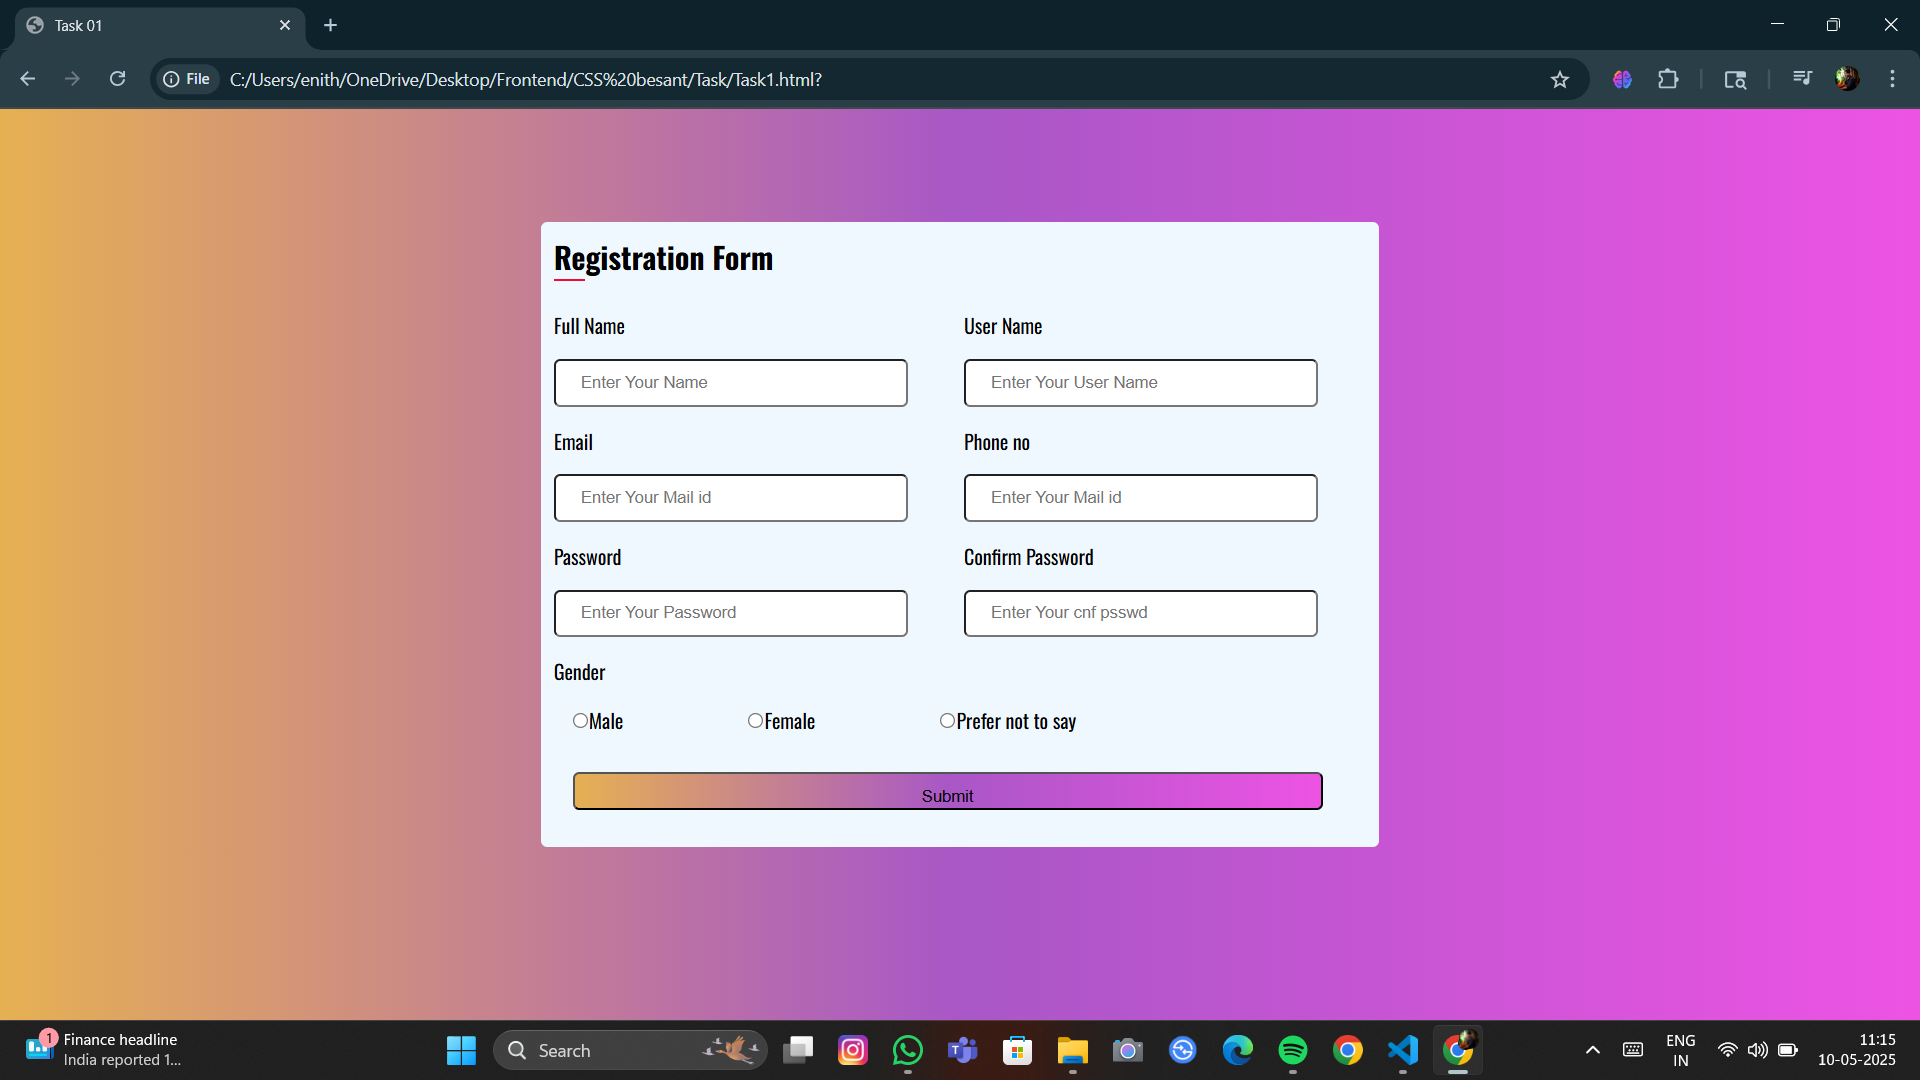 Task 01
File C:/Users/enith/OneDrive/Desktop/Frontend/CSS%20besant/Task/Task1.html?
Registration Form
Full Name User Name
Enter Your Name Enter Your User Name
Email Phone no
Enter Your Mail id Enter Your Mail id
Password Confirm Password
Enter Your Password Enter Your cnf psswd
Gender
Male Female Prefer not to say
Submit
1
Finance headline
India reported 1...
Search
T
ENG
IN
11:15
10-05-2025